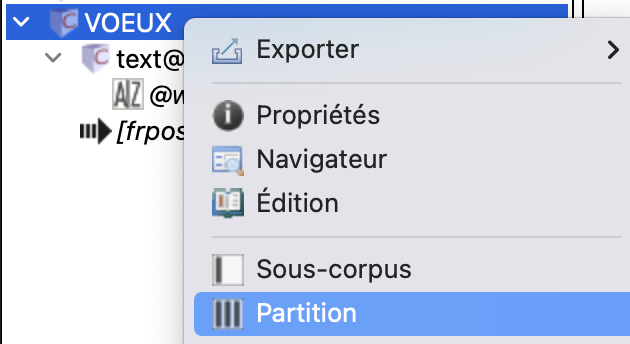 VOEUX
Exporter
text@
@w
Propriétés
[frpos
Navigateur
Édition
Sous-corpus
Partition